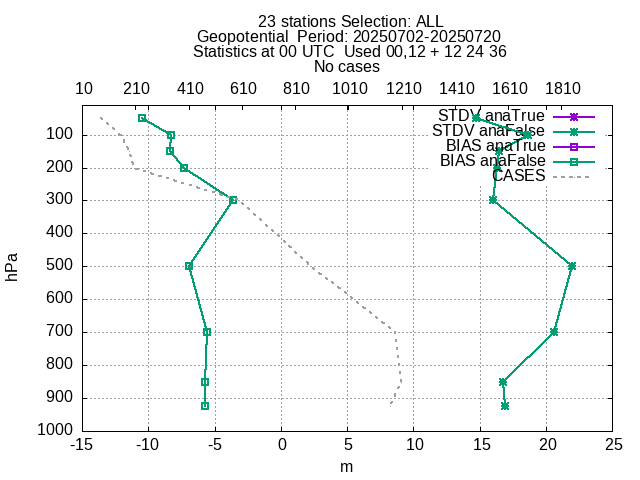 23 stations Selection: ALL
Geopotential  Period: 20250702-20250720
Statistics at 00 UTC  Used 00,12 + 12 24 36
No cases
10 210 410 610 810 1010 1210 1410 1610 1810
STDV anaTrue
STDV anaFalse
BIAS anaTrue
BIAS anaFalse
CASES
100
200
300
400
500
600
700
800
900
1000
hPa
-15 -10 -5 0 5 10 15 20 25
m